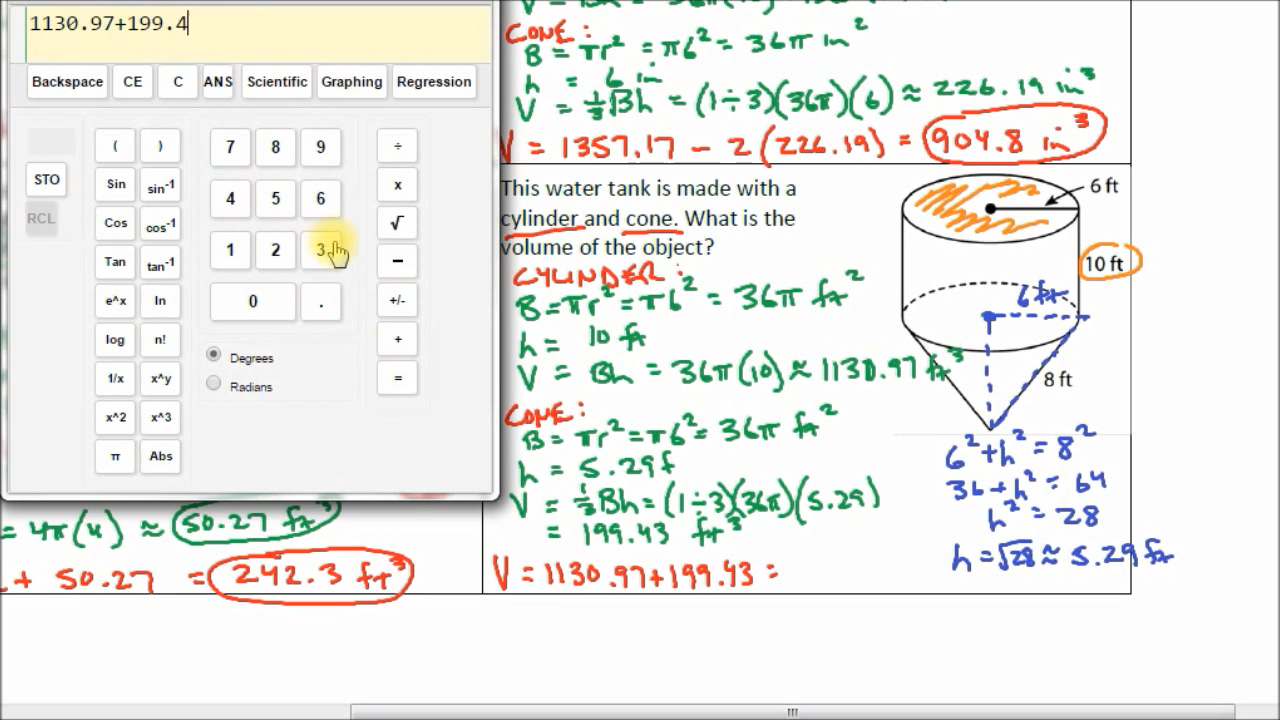 1130.97+199.4
Backspace CE C ANS Scientific Graphing Regression
STO
RCL
( )
Sin sin-1
Cos cos-1
Tan tan-1
e^x ln
log n!
1/x x^y
x^2 x^3
π Abs
7 8 9
4 5 6
1 2 3
0 .
Degrees
Radians
÷
x
√
−
+/-
+
=
CONE:
B = πr² = π6² = 36π in²
h = 6 in
V = 1/3Bh = (1÷3)(36π)(6) ≈ 226.19 in³
V = 1357.17 − 2(226.19) = 904.8 in³
This water tank is made with a
cylinder and cone. What is the
volume of the object?
CYLINDER:
B = πr² = π6² = 36π ft²
h = 10 ft
V = Bh = 36π(10) ≈ 1130.97 ft³
CONE:
B = πr² = π6² = 36π ft²
h = 5.29f
V = 1/3Bh = (1÷3)(36π)(5.29)
= 199.43 ft³
V = 1130.97+199.43 =
6 ft
10 ft
6 ft
8 ft
6²+h² = 8²
36+h² = 64
h² = 28
h = √28 ≈ 5.29 ft
= 4π(4) ≈ 50.27 ft³
+ 50.27 = 242.3 ft³